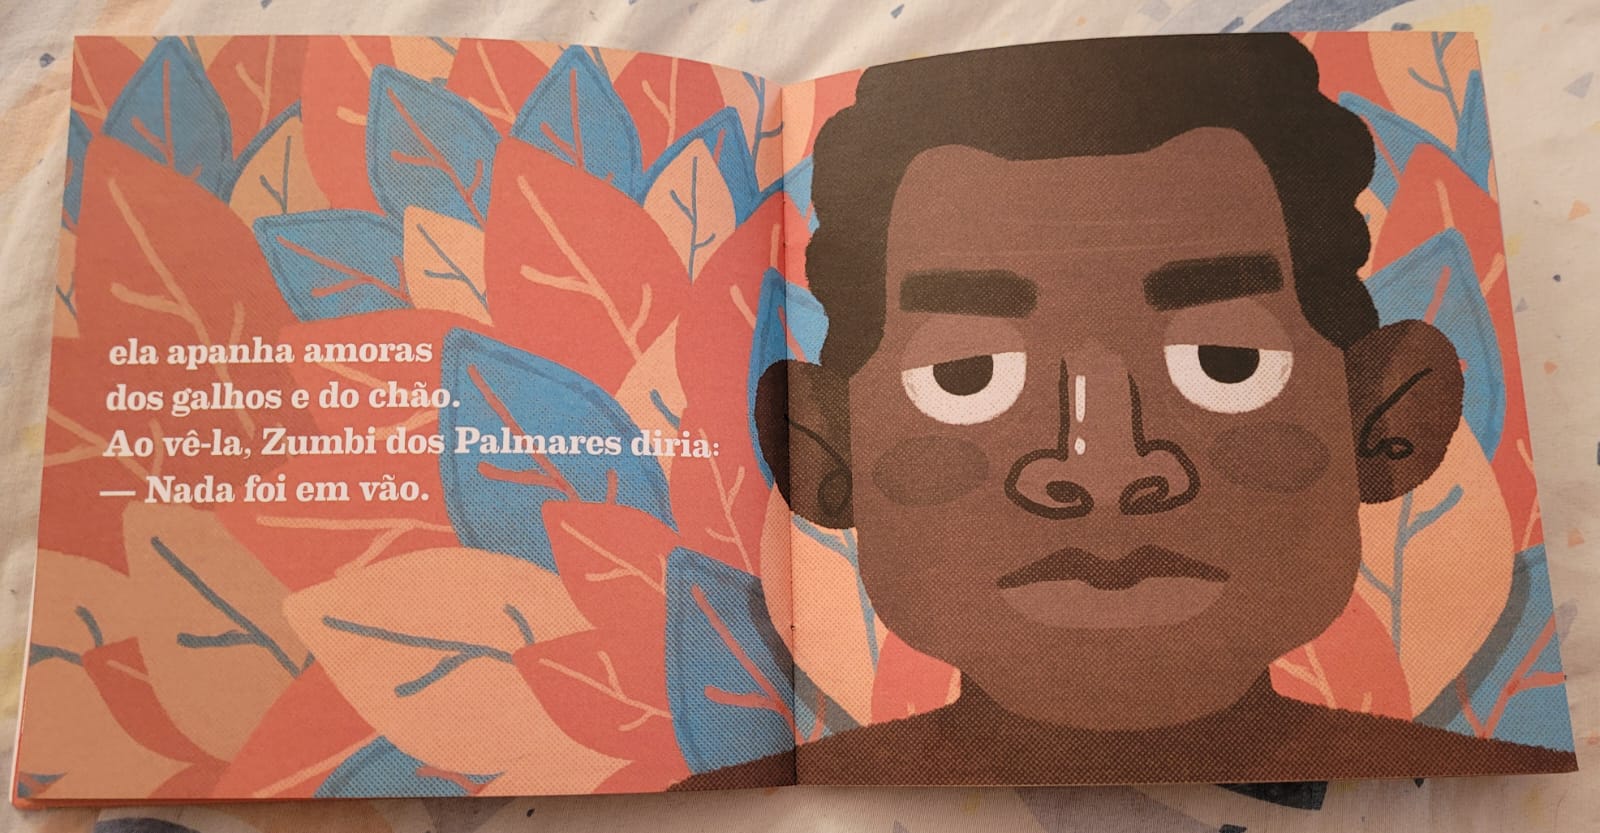 ela apanha amoras
dos galhos e do chão.
Ao vê-la, Zumbi dos Palmares diria:
— Nada foi em vão.